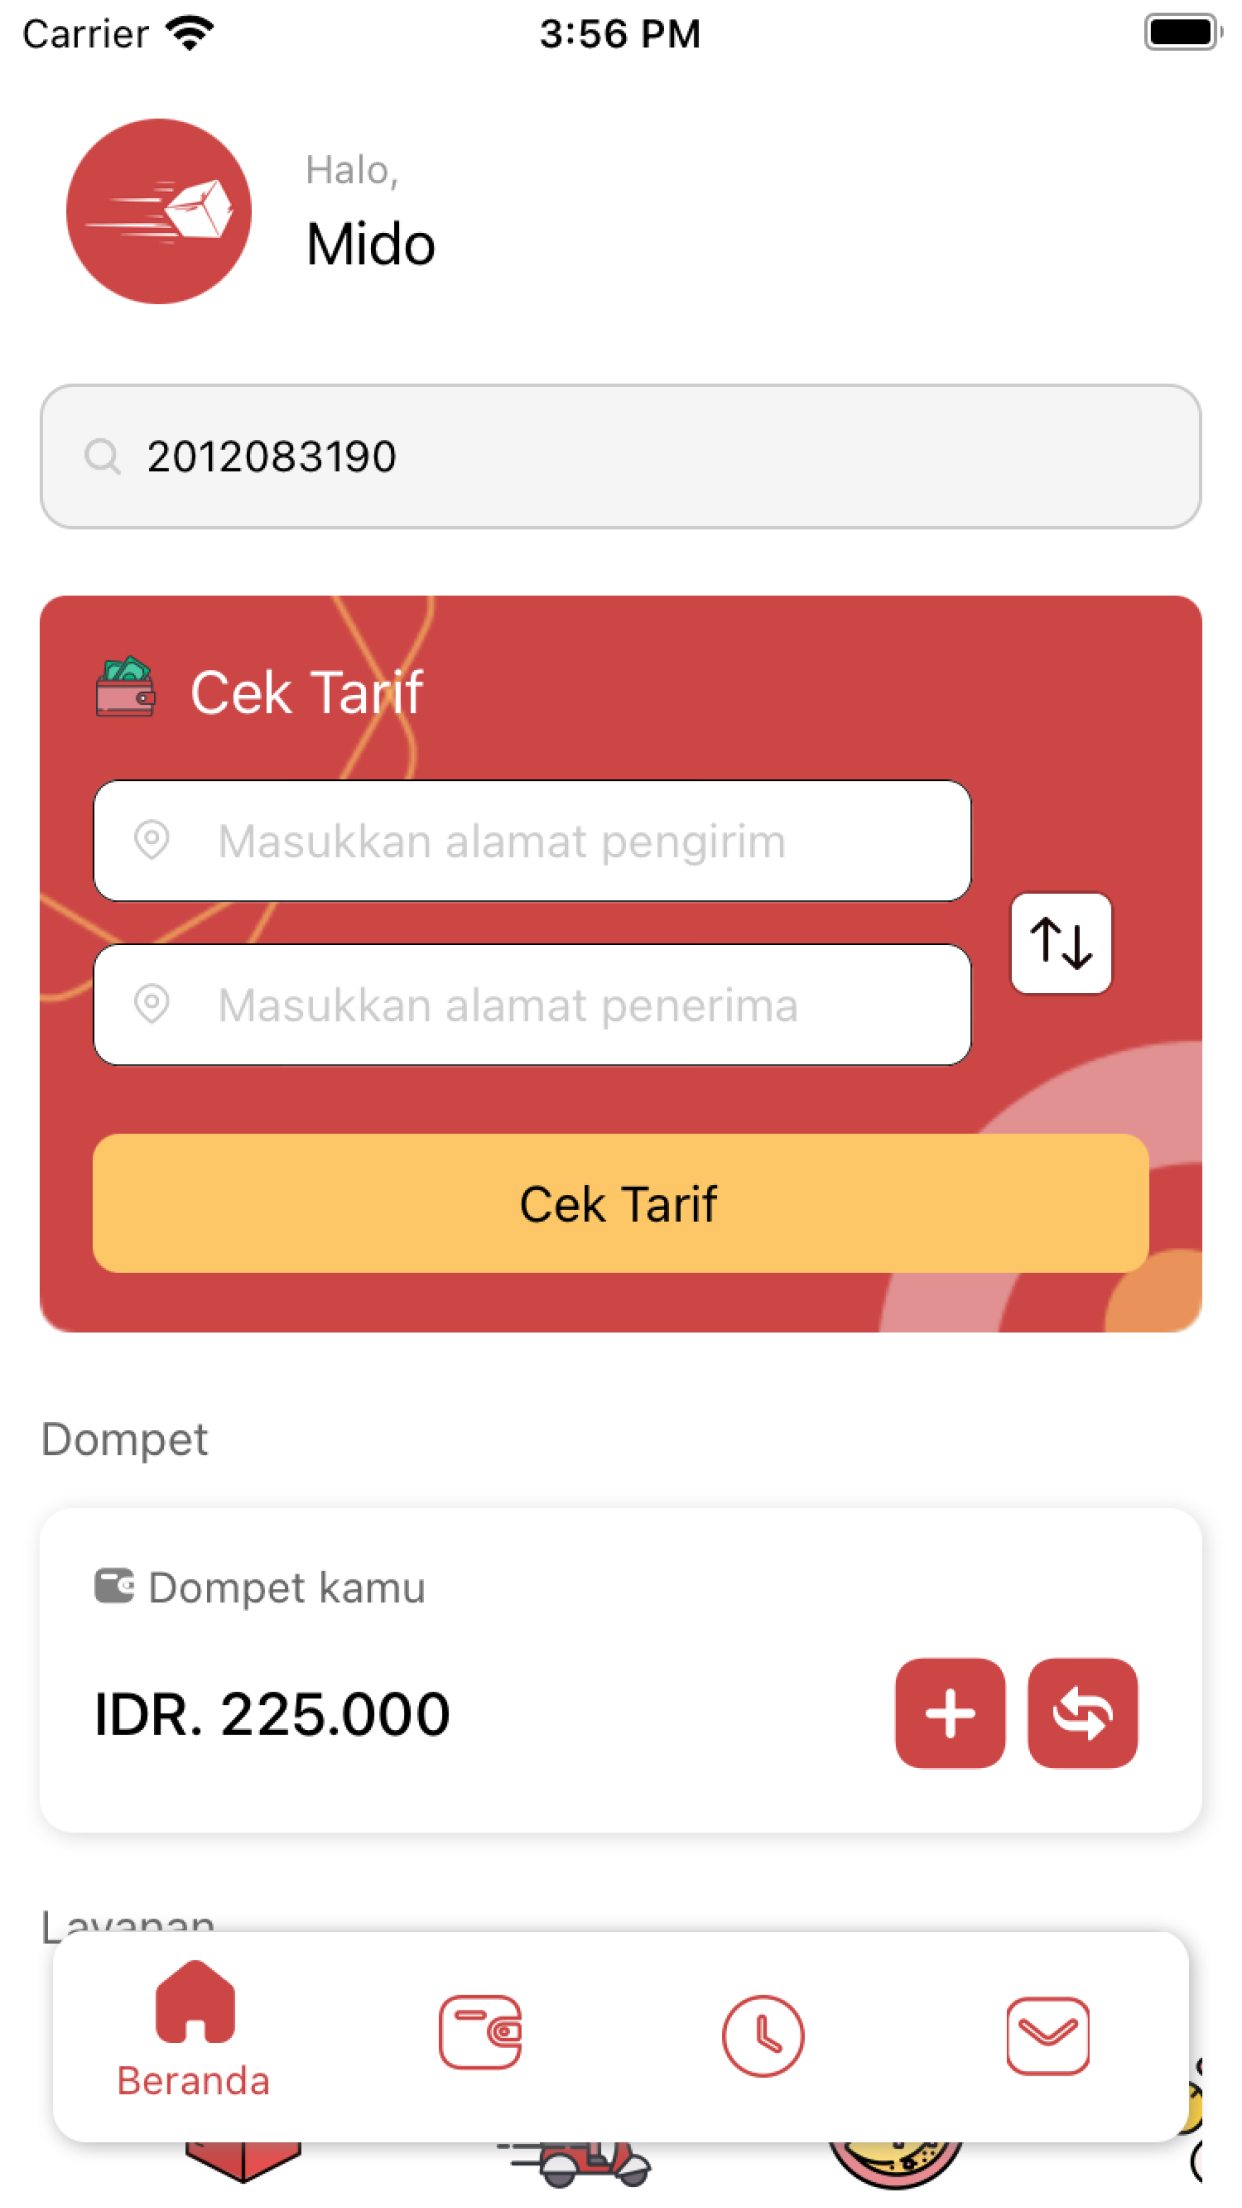 Carrier 3:56 PM
Halo,
Mido
2012083190
Cek Tarif
Masukkan alamat pengirim
Masukkan alamat penerima
Cek Tarif
Dompet
Dompet kamu
IDR. 225.000
Layanan
Beranda